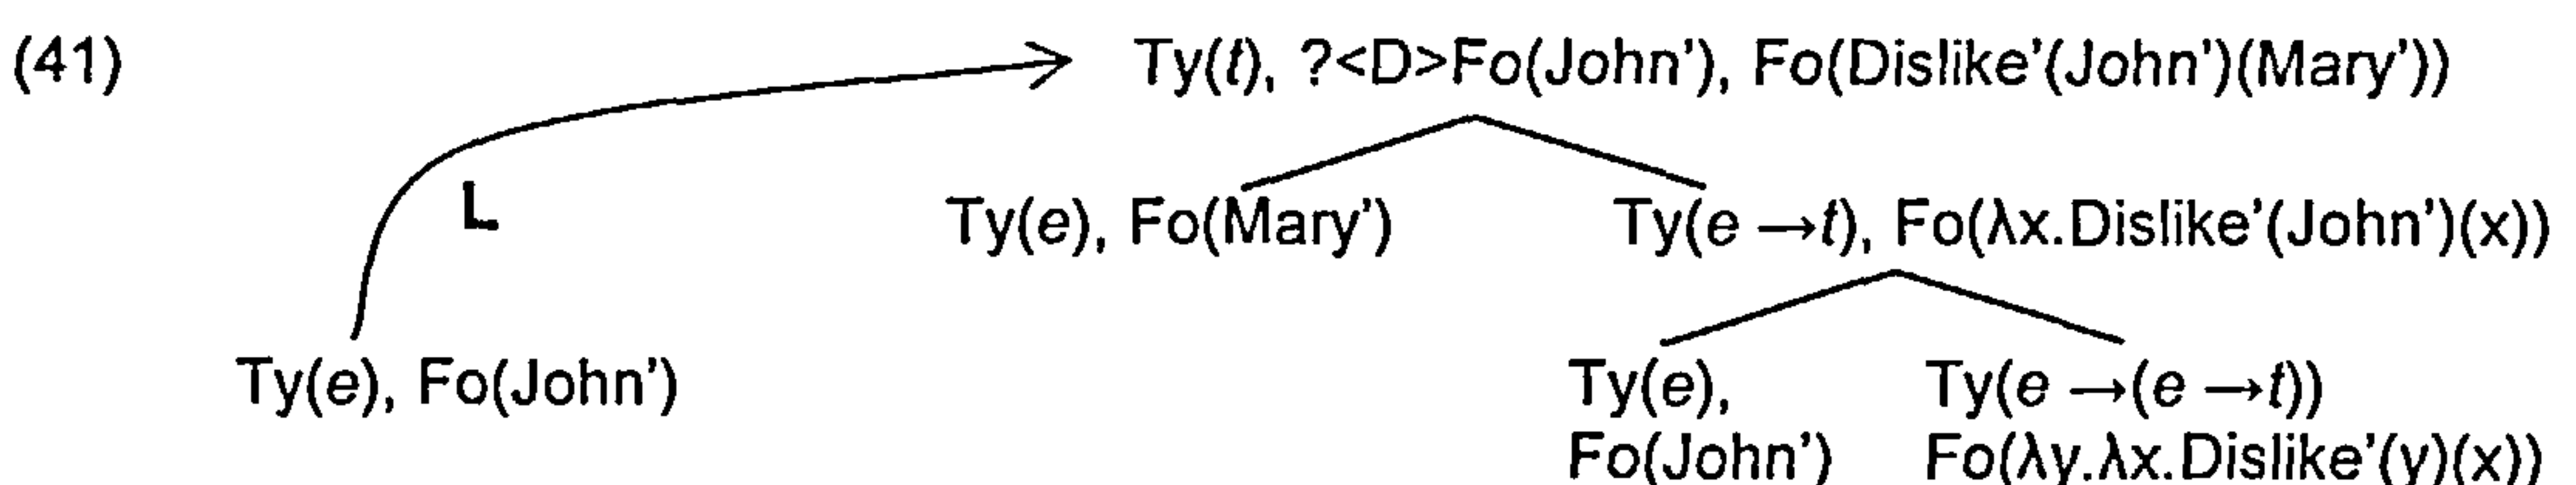 (41) Ty(t), ?<D>Fo(John'), Fo(Dislike'(John')(Mary'))
Ty(e), Fo(Mary') Ty(e →t), Fo(λx.Dislike'(John')(x))
L
Ty(e), Fo(John') Ty(e), Ty(e →(e →t))
Fo(John') Fo(λy.λx.Dislike'(y)(x))